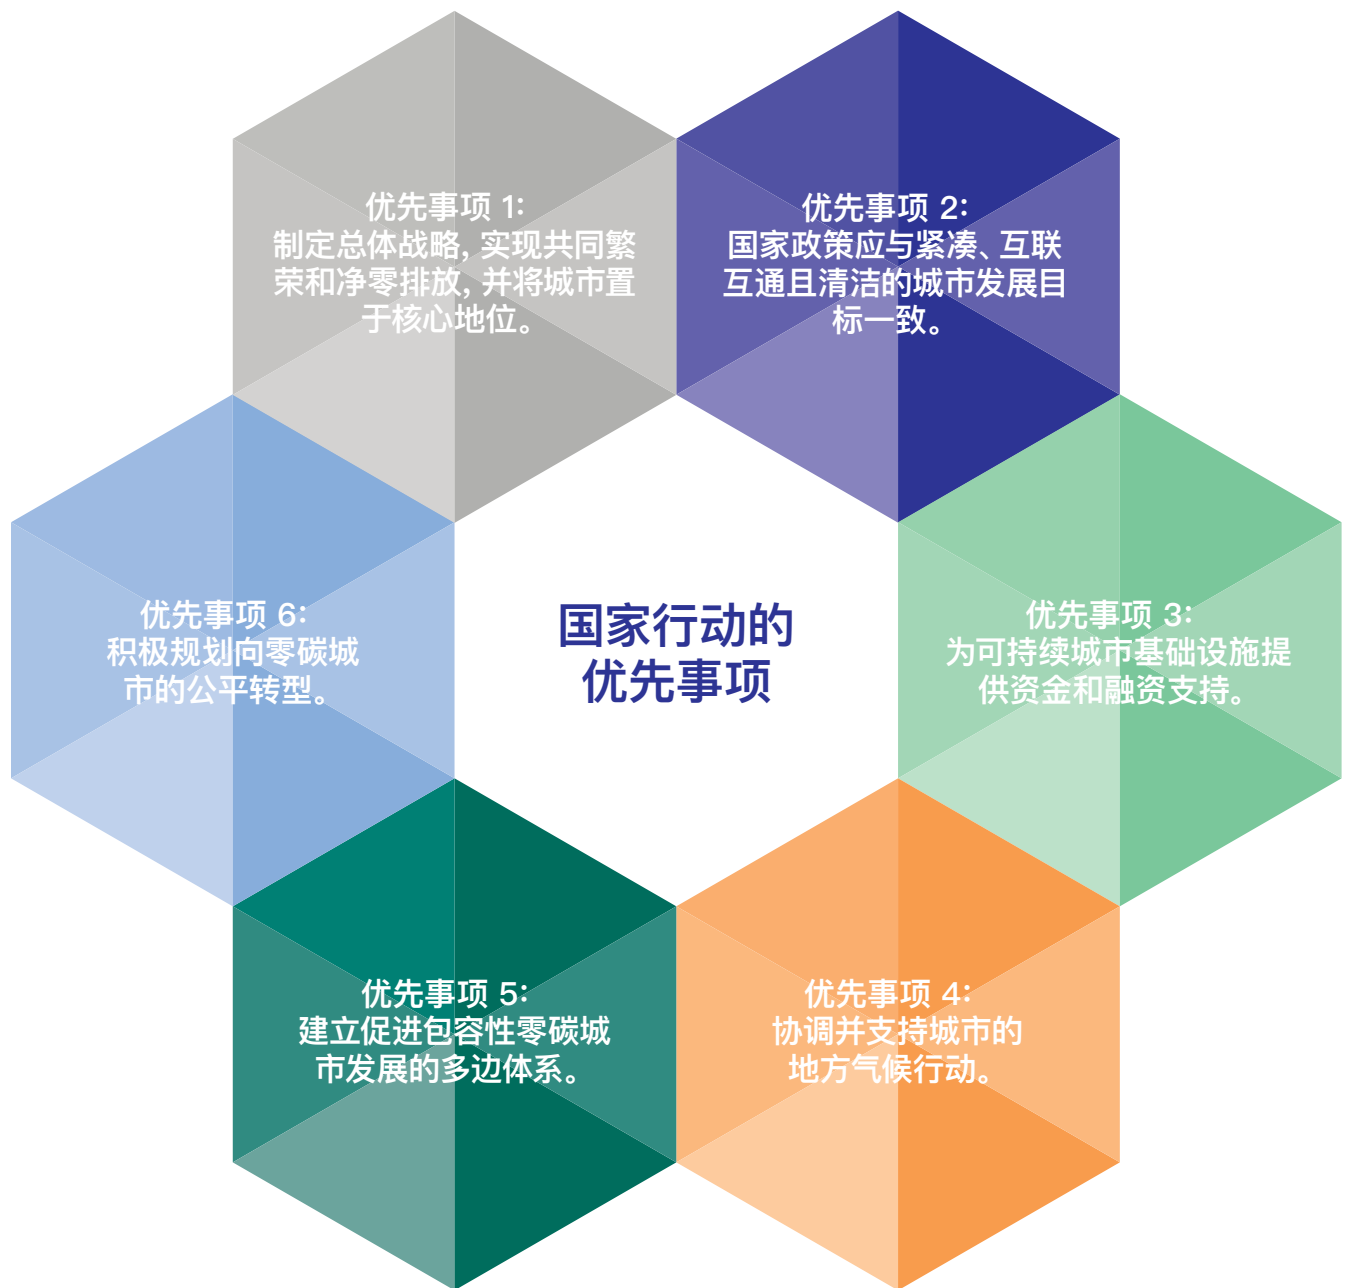 优先事项 1:
制定总体战略, 实现共同繁
荣和净零排放, 并将城市置
于核心地位。
优先事项 2:
国家政策应与紧凑、互联
互通且清洁的城市发展目
标一致。
优先事项 3:
为可持续城市基础设施提
供资金和融资支持。
优先事项 4:
协调并支持城市的
地方气候行动。
优先事项 5:
建立促进包容性零碳城
市发展的多边体系。
优先事项 6:
积极规划向零碳城
市的公平转型。
国家行动的
优先事项